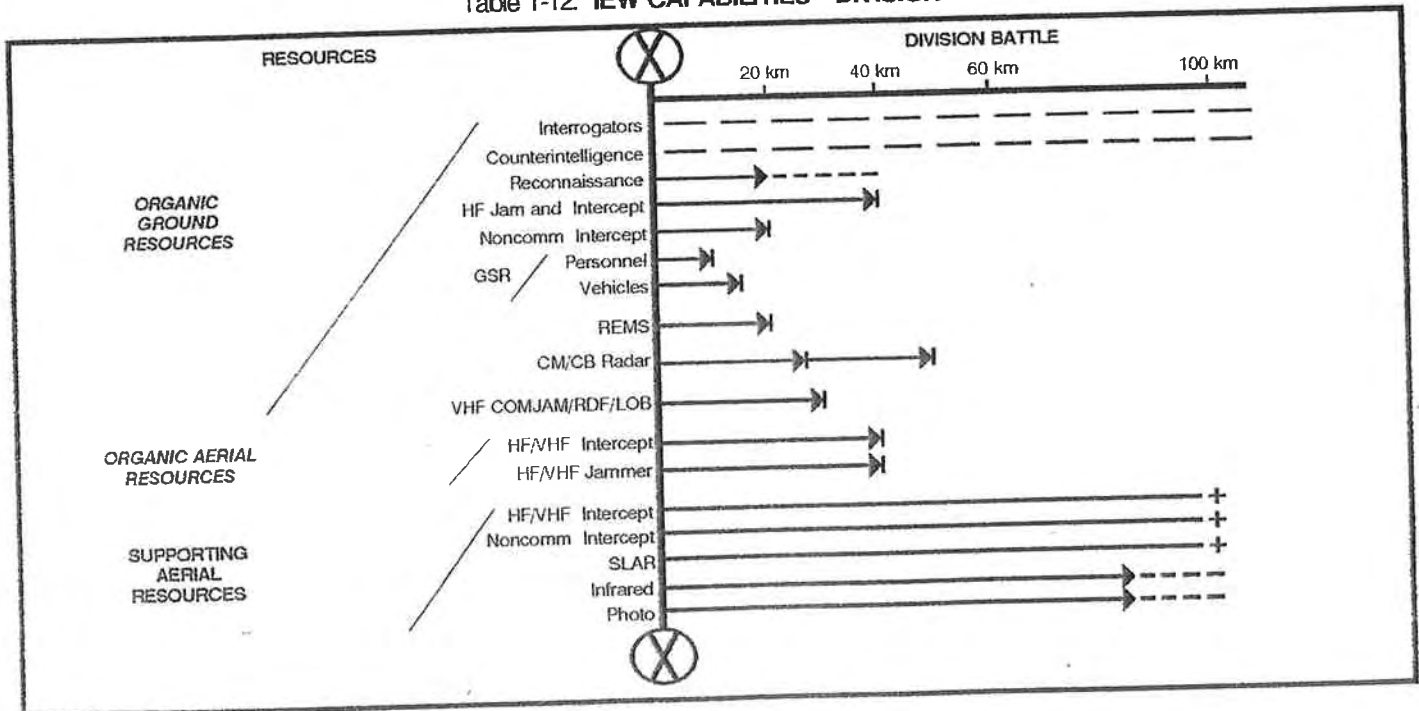 Table 1-12. IEW CAPABILITIES - DIVISION
RESOURCES
DIVISION BATTLE
20 km
40 km
60 km
100 km
ORGANIC
GROUND
RESOURCES
Interrogators
Counterintelligence
Reconnaissance
HF Jam and Intercept
Noncomm Intercept
GSR
Personnel
Vehicles
REMS
CM/CB Radar
VHF COMJAM/RDF/LOB
ORGANIC AERIAL
RESOURCES
HF/VHF Intercept
HF/VHF Jammer
SUPPORTING
AERIAL
RESOURCES
HF/VHF Intercept
Noncomm Intercept
SLAR
Infrared
Photo